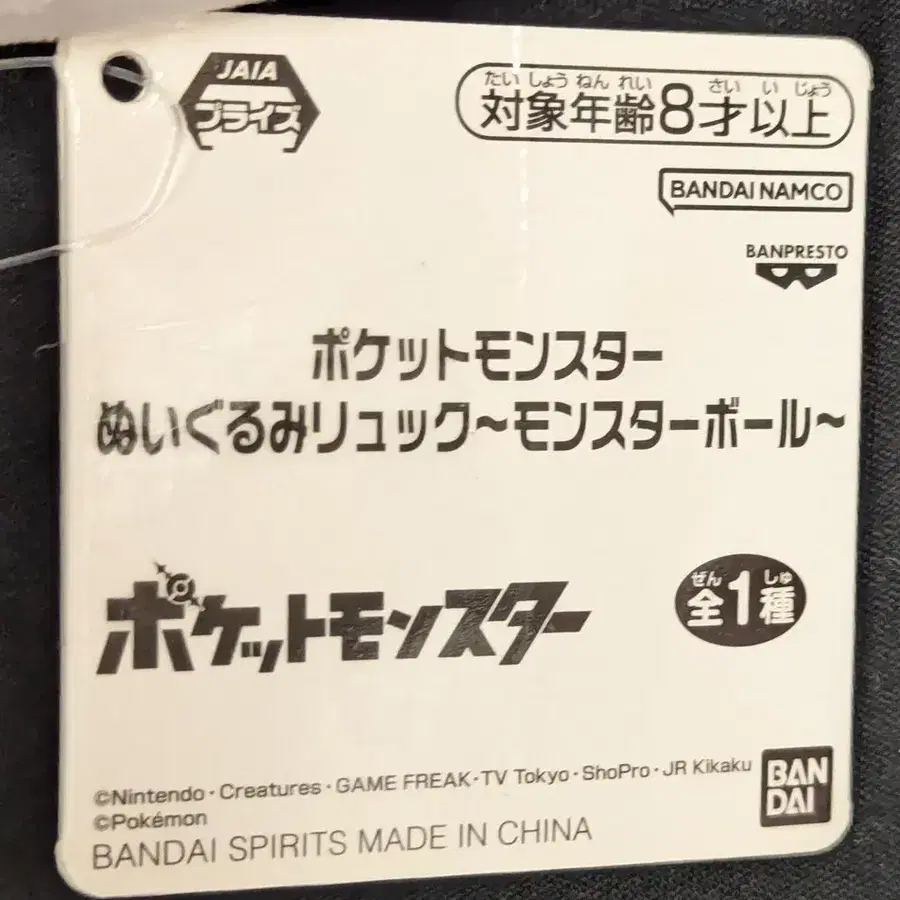 JAIA
プライズ
たいしょうねんれい さいいじょう
対象年齢8才以上
BANDAI NAMCO
BANPRESTO
ポケットモンスター
ぬいぐるみリュック〜モンスターボール〜
ポケットモンスター
ぜん しゅ
全1種
©Nintendo・Creatures・GAME FREAK・TV Tokyo・ShoPro・JR Kikaku
©Pokémon
BANDAI SPIRITS MADE IN CHINA
BAN
DAI